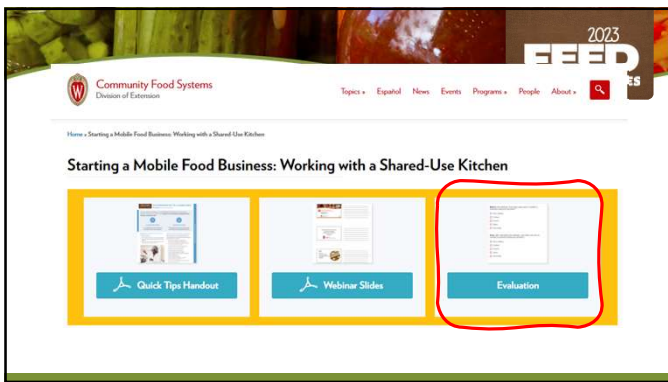 2023
FEED
ES
Community Food Systems
Division of Extension
Topics
Español
News
Events
Programs
People
About
Home » Starting a Mobile Food Business: Working with a Shared-Use Kitchen
Starting a Mobile Food Business: Working with a Shared-Use Kitchen
Quick Tips Handout
Webinar Slides
Evaluation